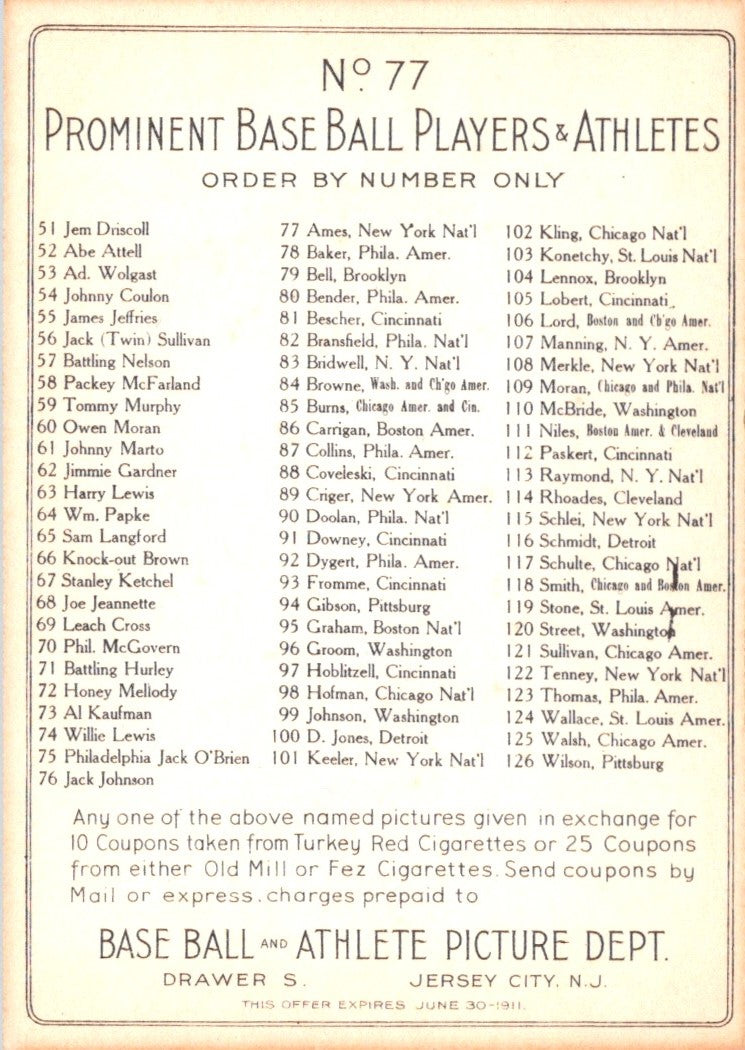 Nº 77
PROMINENT BASE BALL PLAYERS & ATHLETES
ORDER BY NUMBER ONLY
51 Jem Driscoll
52 Abe Attell
53 Ad. Wolgast
54 Johnny Coulon
55 James Jeffries
56 Jack (Twin) Sullivan
57 Battling Nelson
58 Packey McFarland
59 Tommy Murphy
60 Owen Moran
61 Johnny Marto
62 Jimmie Gardner
63 Harry Lewis
64 Wm. Papke
65 Sam Langford
66 Knock-out Brown
67 Stanley Ketchel
68 Joe Jeannette
69 Leach Cross
70 Phil. McGovern
71 Battling Hurley
72 Honey Mellody
73 Al Kaufman
74 Willie Lewis
75 Philadelphia Jack O'Brien
76 Jack Johnson
77 Ames, New York Nat'l
78 Baker, Phila. Amer.
79 Bell, Brooklyn
80 Bender, Phila. Amer.
81 Bescher, Cincinnati
82 Bransfield, Phila. Nat'l
83 Bridwell, N. Y. Nat'l
84 Browne, Wash. and Ch'go Amer.
85 Burns, Chicago Amer. and Cin.
86 Carrigan, Boston Amer.
87 Collins, Phila. Amer.
88 Coveleski, Cincinnati
89 Criger, New York Amer.
90 Doolan, Phila. Nat'l
91 Downey, Cincinnati
92 Dygert, Phila. Amer.
93 Fromme, Cincinnati
94 Gibson, Pittsburg
95 Graham, Boston Nat'l
96 Groom, Washington
97 Hoblitzell, Cincinnati
98 Hofman, Chicago Nat'l
99 Johnson, Washington
100 D. Jones, Detroit
101 Keeler, New York Nat'l
102 Kling, Chicago Nat'l
103 Konetchy, St. Louis Nat'l
104 Lennox, Brooklyn
105 Lobert, Cincinnati
106 Lord, Boston and Ch'go Amer.
107 Manning, N. Y. Amer.
108 Merkle, New York Nat'l
109 Moran, Chicago and Phila. Nat'l
110 McBride, Washington
111 Niles, Boston Amer. & Cleveland
112 Paskert, Cincinnati
113 Raymond, N. Y. Nat'l
114 Rhoades, Cleveland
115 Schlei, New York Nat'l
116 Schmidt, Detroit
117 Schulte, Chicago Nat'l
118 Smith, Chicago and Boston Amer.
119 Stone, St. Louis Amer.
120 Street, Washington
121 Sullivan, Chicago Amer.
122 Tenney, New York Nat'l
123 Thomas, Phila. Amer.
124 Wallace, St. Louis Amer.
125 Walsh, Chicago Amer.
126 Wilson, Pittsburg
Any one of the above named pictures given in exchange for
10 Coupons taken from Turkey Red Cigarettes or 25 Coupons
from either Old Mill or Fez Cigarettes. Send coupons by
Mail or express. charges prepaid to
BASE BALL AND ATHLETE PICTURE DEPT.
DRAWER S. JERSEY CITY, N.J.
THIS OFFER EXPIRES JUNE 30-1911.